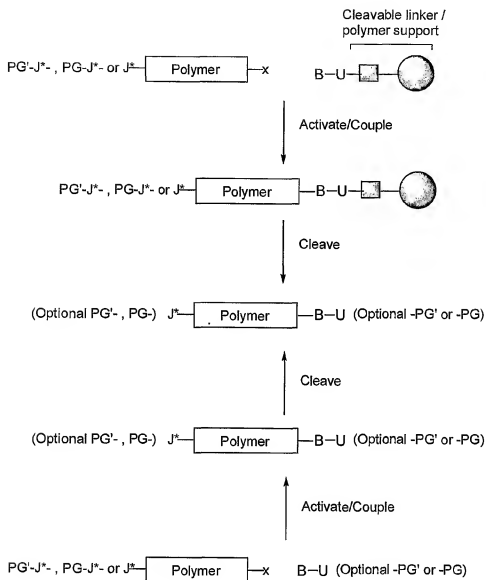 Cleavable linker /
polymer support
PG'-J*- , PG-J*- or J* Polymer x B-U
Activate/Couple
PG'-J*- , PG-J*- or J* Polymer B-U
Cleave
(Optional PG'- , PG-) J* Polymer B-U (Optional -PG' or -PG)
Cleave
(Optional PG'- , PG-) J* Polymer B-U (Optional -PG' or -PG)
Activate/Couple
PG'-J*- , PG-J*- or J* Polymer x B-U (Optional -PG' or -PG)